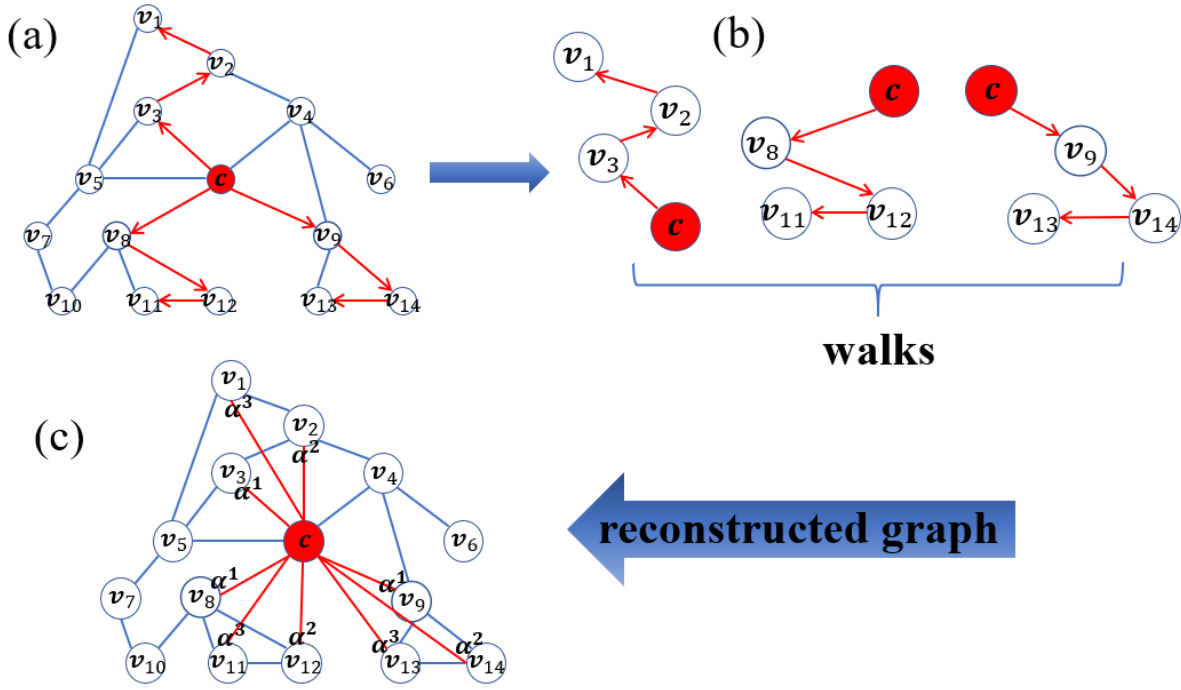 (a)
v₁
v₂
v₃
v₄
v₅
c
v₆
v₇
v₈
v₉
v₁₀
v₁₁
v₁₂
v₁₃
v₁₄
(b)
v₁
v₂
v₃
c
c
v₈
v₁₁
v₁₂
c
v₉
v₁₃
v₁₄
walks
(c)
v₁
α³
v₂
α²
v₃
α¹
v₄
v₅
c
v₆
v₇
α¹
v₈
α¹
v₉
α³
α²
α³
α²
v₁₀
v₁₁
v₁₂
v₁₃
v₁₄
reconstructed graph